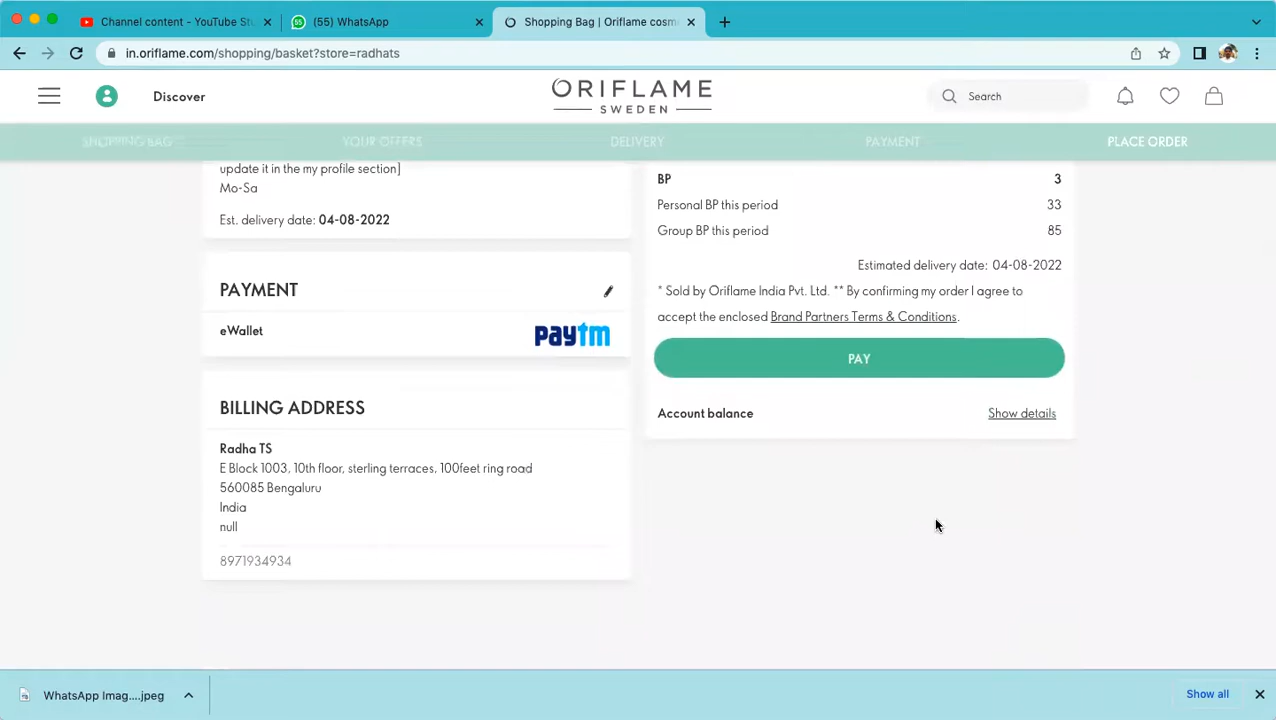 Channel content - YouTube Stu
(55) WhatsApp
Shopping Bag | Oriflame cosm
in.oriflame.com/shopping/basket?store=radhats
Discover
ORIFLAME
SWEDEN
Search
SHOPPING BAG
YOUR OFFERS
DELIVERY
PAYMENT
PLACE ORDER
update it in the my profile section]
Mo-Sa
Est. delivery date: 04-08-2022
PAYMENT
eWallet
paytm
BILLING ADDRESS
Radha TS
E Block 1003, 10th floor, sterling terraces, 100feet ring road
560085 Bengaluru
India
null
8971934934
BP 3
Personal BP this period 33
Group BP this period 85
Estimated delivery date: 04-08-2022
* Sold by Oriflame India Pvt. Ltd. ** By confirming my order I agree to
accept the enclosed Brand Partners Terms & Conditions.
PAY
Account balance Show details
WhatsApp Imag....jpeg
Show all